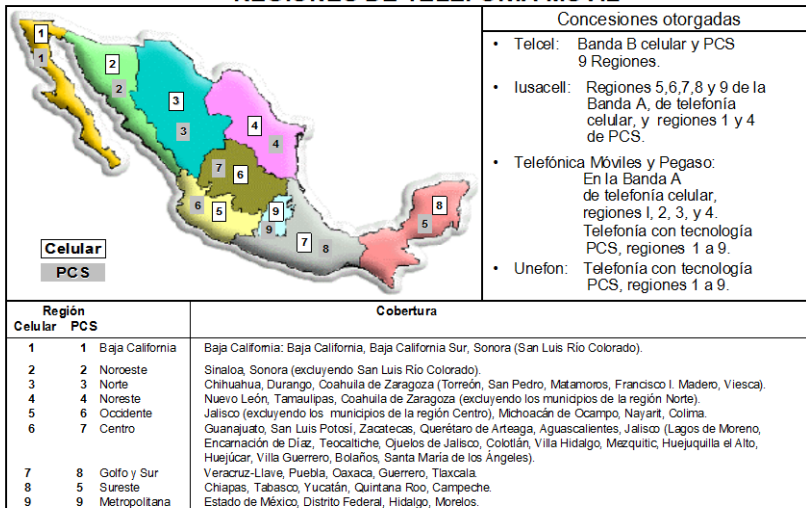 Concesiones otorgadas
• Telcel: Banda B celular y PCS
9 Regiones.
• Iusacell: Regiones 5,6,7,8 y 9 de la
Banda A, de telefonía
celular, y regiones 1 y 4
de PCS.
• Telefónica Móviles y Pegaso:
En la Banda A
de telefonía celular,
regiones I, 2, 3, y 4.
Telefonía con tecnología
PCS, regiones 1 a 9.
• Unefon: Telefonía con tecnología
PCS, regiones 1 a 9.
1
1
2
2
3
3
4
4
7
6
6
5
9
9
7
8
8
5
Celular
PCS
Región
Celular PCS
Cobertura
1 1 Baja California Baja California: Baja California, Baja California Sur, Sonora (San Luis Río Colorado).
2 2 Noroeste Sinaloa, Sonora (excluyendo San Luis Río Colorado).
3 3 Norte Chihuahua, Durango, Coahuila de Zaragoza (Torreón, San Pedro, Matamoros, Francisco I. Madero, Viesca).
4 4 Noreste Nuevo León, Tamaulipas, Coahuila de Zaragoza (excluyendo los municipios de la región Norte).
5 6 Occidente Jalisco (excluyendo los municipios de la región Centro), Michoacán de Ocampo, Nayarit, Colima.
6 7 Centro Guanajuato, San Luis Potosí, Zacatecas, Querétaro de Arteaga, Aguascalientes, Jalisco (Lagos de Moreno,
Encarnación de Díaz, Teocaltiche, Ojuelos de Jalisco, Colotlán, Villa Hidalgo, Mezquitic, Huejuquilla el Alto,
Huejúcar, Villa Guerrero, Bolaños, Santa María de los Ángeles).
7 8 Golfo y Sur Veracruz-Llave, Puebla, Oaxaca, Guerrero, Tlaxcala.
8 5 Sureste Chiapas, Tabasco, Yucatán, Quintana Roo, Campeche.
9 9 Metropolitana Estado de México, Distrito Federal, Hidalgo, Morelos.